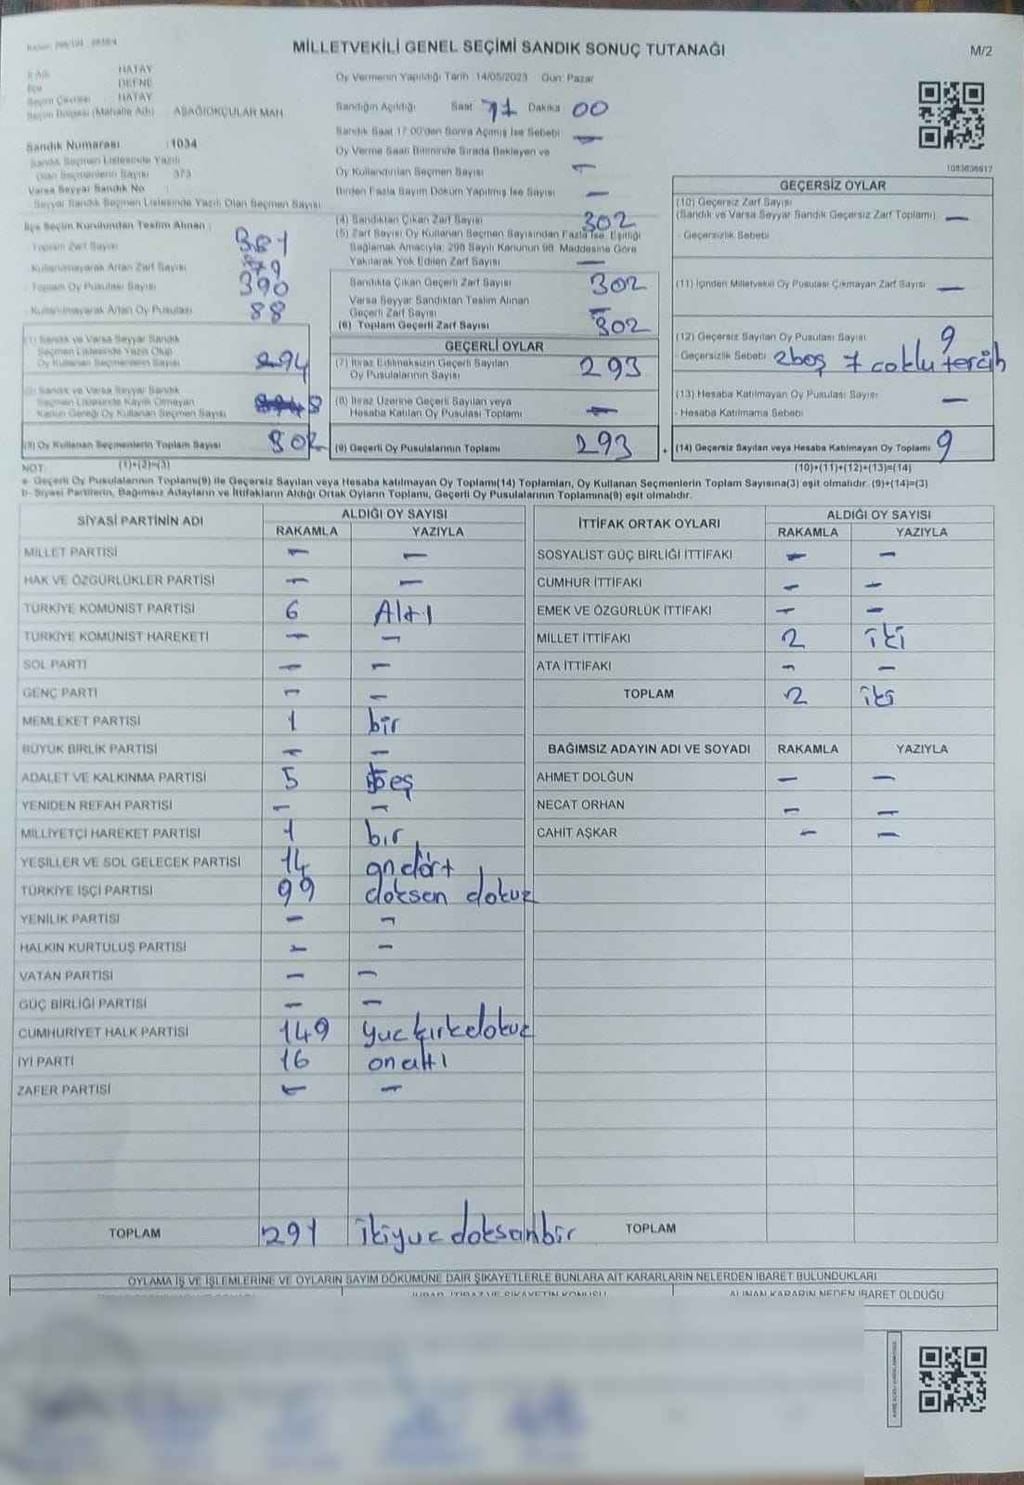 MİLLETVEKİLİ GENEL SEÇİMİ SANDIK SONUÇ TUTANAĞI
M/2
İl Adı HATAY
İlçe DEFNE
Seçim Çevresi HATAY
Seçim Bölgesi (Mahalle Adı) AŞAĞIOKÇULAR MAH.
Sandık Numarası :1034
Sandık Seçmen Listesinde Yazılı
Olan Seçmenlerin Sayısı 373
Varsa Seyyar Sandık No :
Seyyar Sandık Seçmen Listesinde Yazılı Olan Seçmen Sayısı
İlçe Seçim Kurulundan Teslim Alınan :
Toplam Zarf Sayısı 381
Kullanılmayarak Artan Zarf Sayısı 79
Toplam Oy Pusulası Sayısı 390
Kullanılmayarak Artan Oy Pusulası 88
(1) Sandık ve Varsa Seyyar Sandık
Seçmen Listesinde Yazılı Olup
Oy Kullanan Seçmenlerin Sayısı 294
(2) Sandık ve Varsa Seyyar Sandık
Seçmen Listesinde Kayıtlı Olmayan
Kanun Gereği Oy Kullanan Seçmen Sayısı 8
(3) Oy Kullanan Seçmenlerin Toplam Sayısı 302
(1)+(2)=(3)
Oy Vermenin Yapıldığı Tarih :14/05/2023 Gün: Pazar
Sandığın Açıldığı Saat 17 Dakika 00
Sandık Saat 17:00'den Sonra Açılmış İse Sebebi —
Oy Verme Saati Bitiminde Sırada Bekleyen ve
Oy Kullandırılan Seçmen Sayısı —
Birden Fazla Sayım Döküm Yapılmış İse Sayısı —
(4) Sandıktan Çıkan Zarf Sayısı 302
(5) Zarf Sayısı Oy Kullanan Seçmen Sayısından Fazla İse, Eşitliği
Sağlamak Amacıyla; 298 Sayılı Kanunun 98. Maddesine Göre
Yakılarak Yok Edilen Zarf Sayısı —
Sandıkta Çıkan Geçerli Zarf Sayısı 302
Varsa Seyyar Sandıktan Teslim Alınan
Geçerli Zarf Sayısı —
(6) Toplam Geçerli Zarf Sayısı 302
GEÇERLİ OYLAR
(7) İtiraz Edilmeksizin Geçerli Sayılan
Oy Pusulalarının Sayısı 293
(8) İtiraz Üzerine Geçerli Sayılan veya
Hesaba Katılan Oy Pusulası Toplamı —
(9) Geçerli Oy Pusulalarının Toplamı 293
1083636917
GEÇERSİZ OYLAR
(10) Geçersiz Zarf Sayısı
(Sandık ve Varsa Seyyar Sandık Geçersiz Zarf Toplamı) —
- Geçersizlik Sebebi
(11) İçinden Milletvekili Oy Pusulası Çıkmayan Zarf Sayısı —
(12) Geçersiz Sayılan Oy Pusulası Sayısı 9
- Geçersizlik Sebebi 2boş 7 coklu tercih
(13) Hesaba Katılmayan Oy Pusulası Sayısı —
- Hesaba Katılmama Sebebi
+ (14) Geçersiz Sayılan veya Hesaba Katılmayan Oy Toplamı 9
(10)+(11)+(12)+(13)=(14)
NOT:
a- Geçerli Oy Pusulalarının Toplamı(9) ile Geçersiz Sayılan veya Hesaba katılmayan Oy Toplamı(14) Toplamları, Oy Kullanan Seçmenlerin Toplam Sayısına(3) eşit olmalıdır. (9)+(14)=(3)
b- Siyasi Partilerin, Bağımsız Adayların ve İttifakların Aldığı Ortak Oyların Toplamı, Geçerli Oy Pusulalarının Toplamına(9) eşit olmalıdır.
SİYASİ PARTİNİN ADI ALDIĞI OY SAYISI
RAKAMLA YAZIYLA
MİLLET PARTİSİ — —
HAK VE ÖZGÜRLÜKLER PARTİSİ — —
TÜRKİYE KOMÜNİST PARTİSİ 6 Altı
TÜRKİYE KOMÜNİST HAREKETİ — —
SOL PARTİ — —
GENÇ PARTİ — —
MEMLEKET PARTİSİ 1 bir
BÜYÜK BİRLİK PARTİSİ — —
ADALET VE KALKINMA PARTİSİ 5 Beş
YENİDEN REFAH PARTİSİ — —
MİLLİYETÇİ HAREKET PARTİSİ 1 bır
YEŞİLLER VE SOL GELECEK PARTİSİ 14 ondört
TÜRKİYE İŞÇİ PARTİSİ 99 doksan dokuz
YENİLİK PARTİSİ — —
HALKIN KURTULUŞ PARTİSİ — —
VATAN PARTİSİ — —
GÜÇ BİRLİĞİ PARTİSİ — —
CUMHURİYET HALK PARTİSİ 149 yuz kırkdokuz
İYİ PARTİ 16 onaltı
ZAFER PARTİSİ — —
TOPLAM 291 ikiyuz doksanbir
İTTİFAK ORTAK OYLARI ALDIĞI OY SAYISI
RAKAMLA YAZIYLA
SOSYALİST GÜÇ BİRLİĞİ İTTİFAKI — —
CUMHUR İTTİFAKI — —
EMEK VE ÖZGÜRLÜK İTTİFAKI — —
MİLLET İTTİFAKI 2 iki
ATA İTTİFAKI — —
TOPLAM 2 iki
BAĞIMSIZ ADAYIN ADI VE SOYADI RAKAMLA YAZIYLA
AHMET DOLĞUN — —
NECAT ORHAN — —
CAHİT AŞKAR — —
TOPLAM
OYLAMA İŞ VE İŞLEMLERİNE VE OYLARIN SAYIM DÖKÜMÜNE DAİR ŞİKAYETLERLE BUNLARA AİT KARARLARIN NELERDEN İBARET BULUNDUKLARI
ALINAN KARARIN NEDEN İBARET OLDUĞU